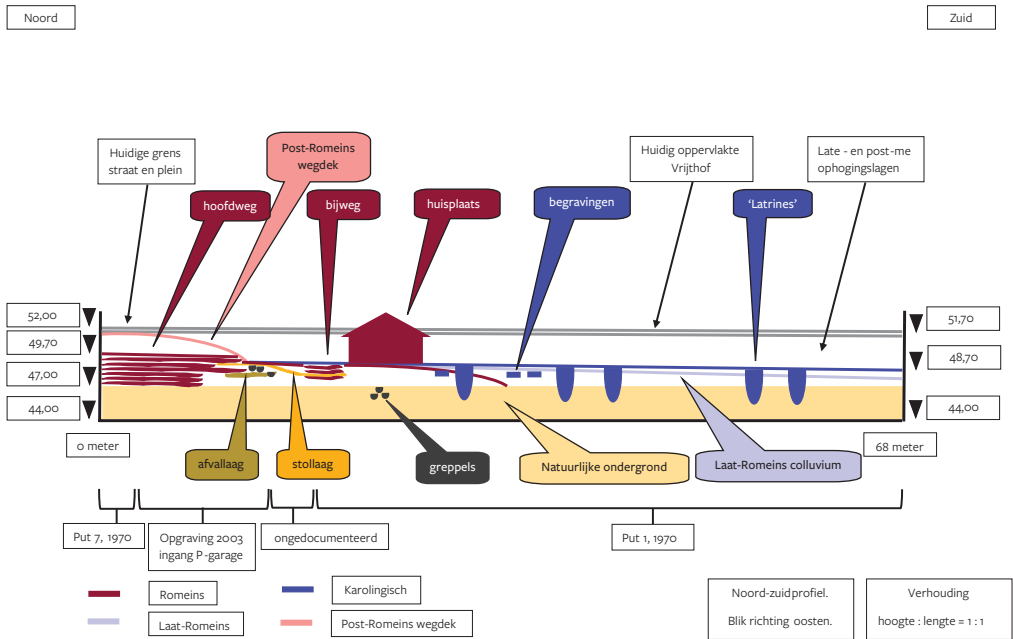 Noord
Zuid
Huidige grens
straat en plein
Post-Romeins
wegdek
Huidig oppervlakte
Vrijthof
Late - en post-me
ophogingslagen
hoofdweg
bijweg
huisplaats
begravingen
‘Latrines’
52,00
49,70
47,00
44,00
51,70
48,70
44,00
0 meter
68 meter
afvallaag
stollaag
greppels
Natuurlijke ondergrond
Laat-Romeins colluvium
Put 7, 1970
Opgraving 2003
ingang P-garage
ongedocumenteerd
Put 1, 1970
Romeins
Karolingisch
Laat-Romeins
Post-Romeins wegdek
Noord-zuidprofiel.
Blik richting oosten.
Verhouding
hoogte : lengte = 1 : 1